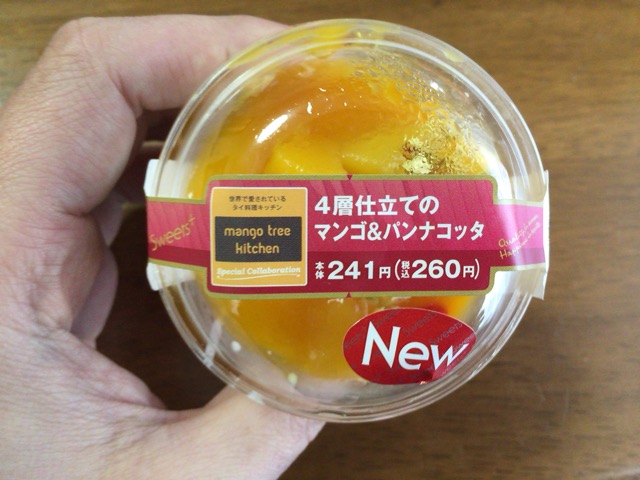 Sweets+
世界で愛されている
タイ料理キッチン
mango tree
kitchen
Special Collaboration
4層仕立ての
マンゴ&パンナコッタ
本体241円(税込260円)
New